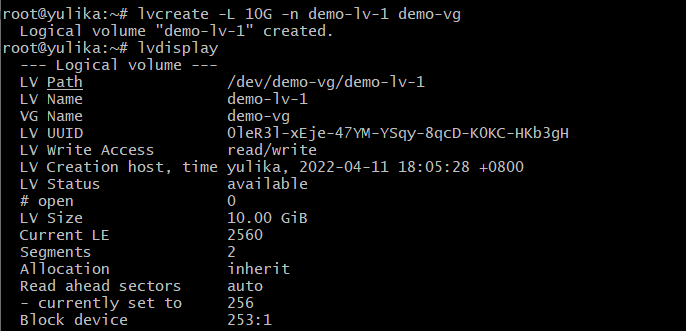 root@yulika:~# lvcreate -L 10G -n demo-lv-1 demo-vg
  Logical volume "demo-lv-1" created.
root@yulika:~# lvdisplay
  --- Logical volume ---
  LV Path                /dev/demo-vg/demo-lv-1
  LV Name                demo-lv-1
  VG Name                demo-vg
  LV UUID                0leR3l-xEje-47YM-YSqy-8qcD-K0KC-HKb3gH
  LV Write Access        read/write
  LV Creation host, time yulika, 2022-04-11 18:05:28 +0800
  LV Status              available
  # open                 0
  LV Size                10.00 GiB
  Current LE             2560
  Segments               2
  Allocation             inherit
  Read ahead sectors     auto
  - currently set to     256
  Block device           253:1